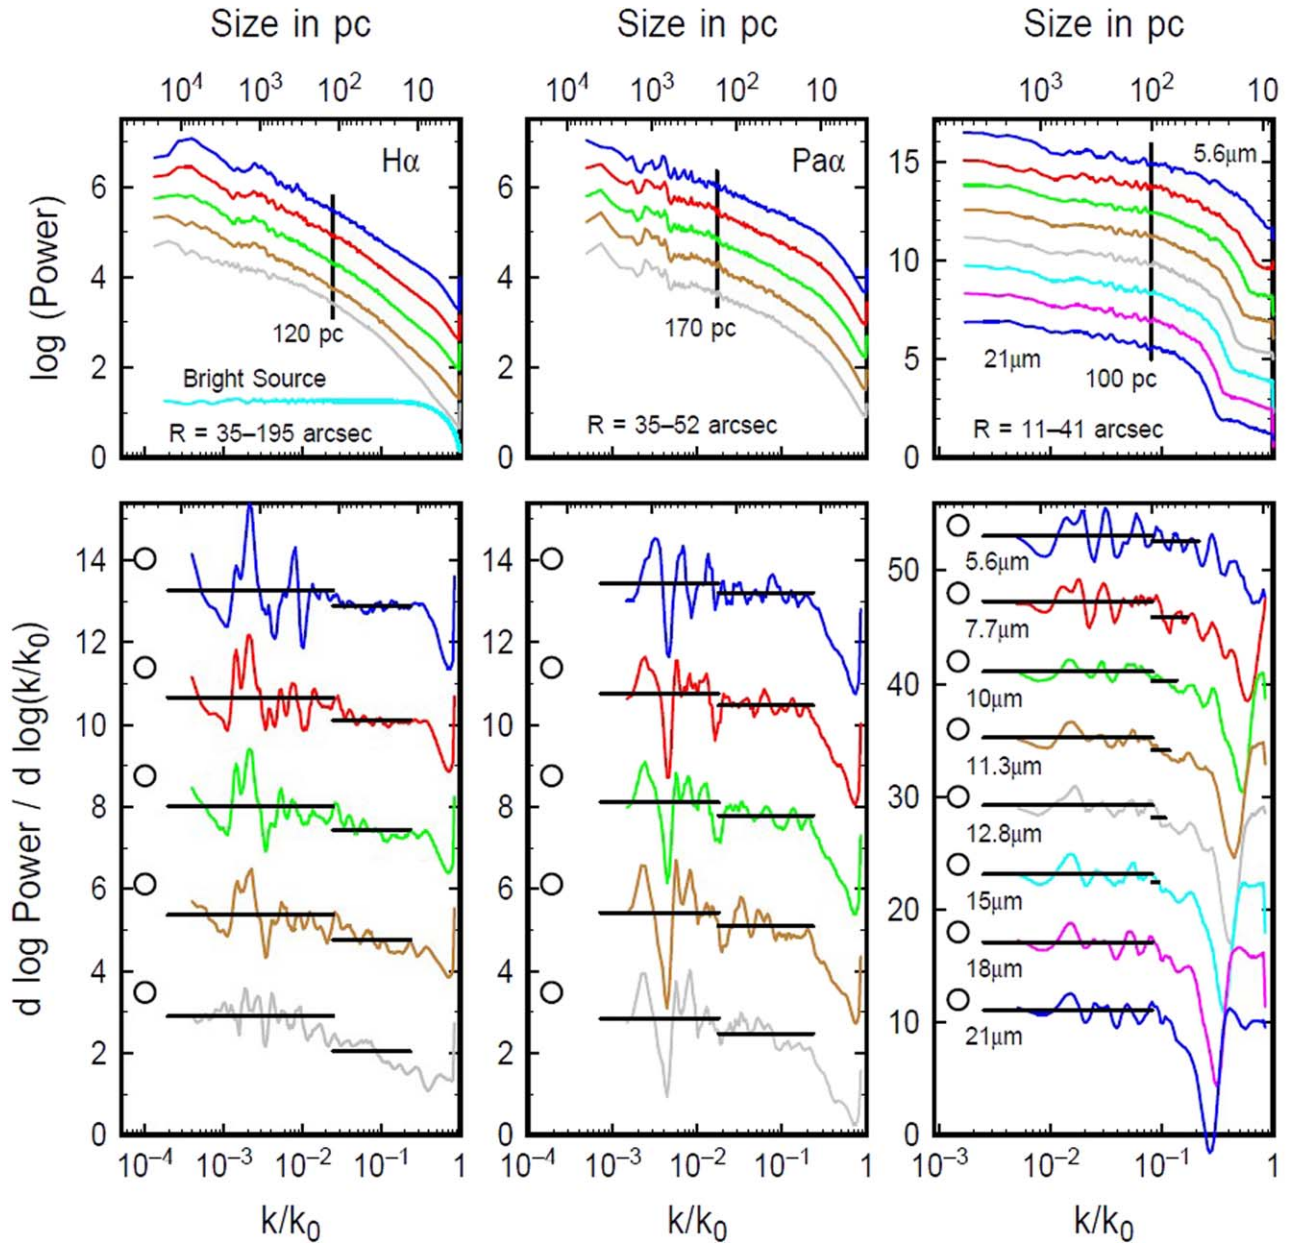 Size in pc Size in pc Size in pc
10⁴ 10³ 10² 10 10⁴ 10³ 10² 10 10³ 10² 10
log (Power)
6
4
2
0
Hα
120 pc
Bright Source
R = 35–195 arcsec
6
4
2
0
Paα
170 pc
R = 35–52 arcsec
15
10
5
0
5.6μm
21μm
100 pc
R = 11–41 arcsec
d log Power / d log(k/k₀)
14
12
10
8
6
4
2
0
14
12
10
8
6
4
2
0
50
40
30
20
10
0
5.6μm
7.7μm
10μm
11.3μm
12.8μm
15μm
18μm
21μm
10⁻⁴ 10⁻³ 10⁻² 10⁻¹ 1 10⁻³ 10⁻² 10⁻¹ 1 10⁻³ 10⁻² 10⁻¹ 1
k/k₀ k/k₀ k/k₀